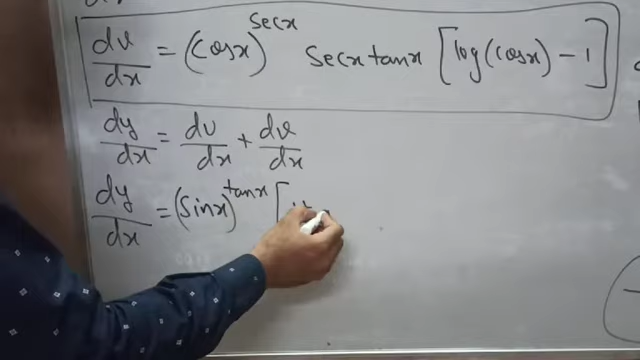 dv/dx = (cosx)^secx secx tanx [log(cosx) - 1]
dy/dx = du/dx + dv/dx
dy/dx = (sinx)^tanx [